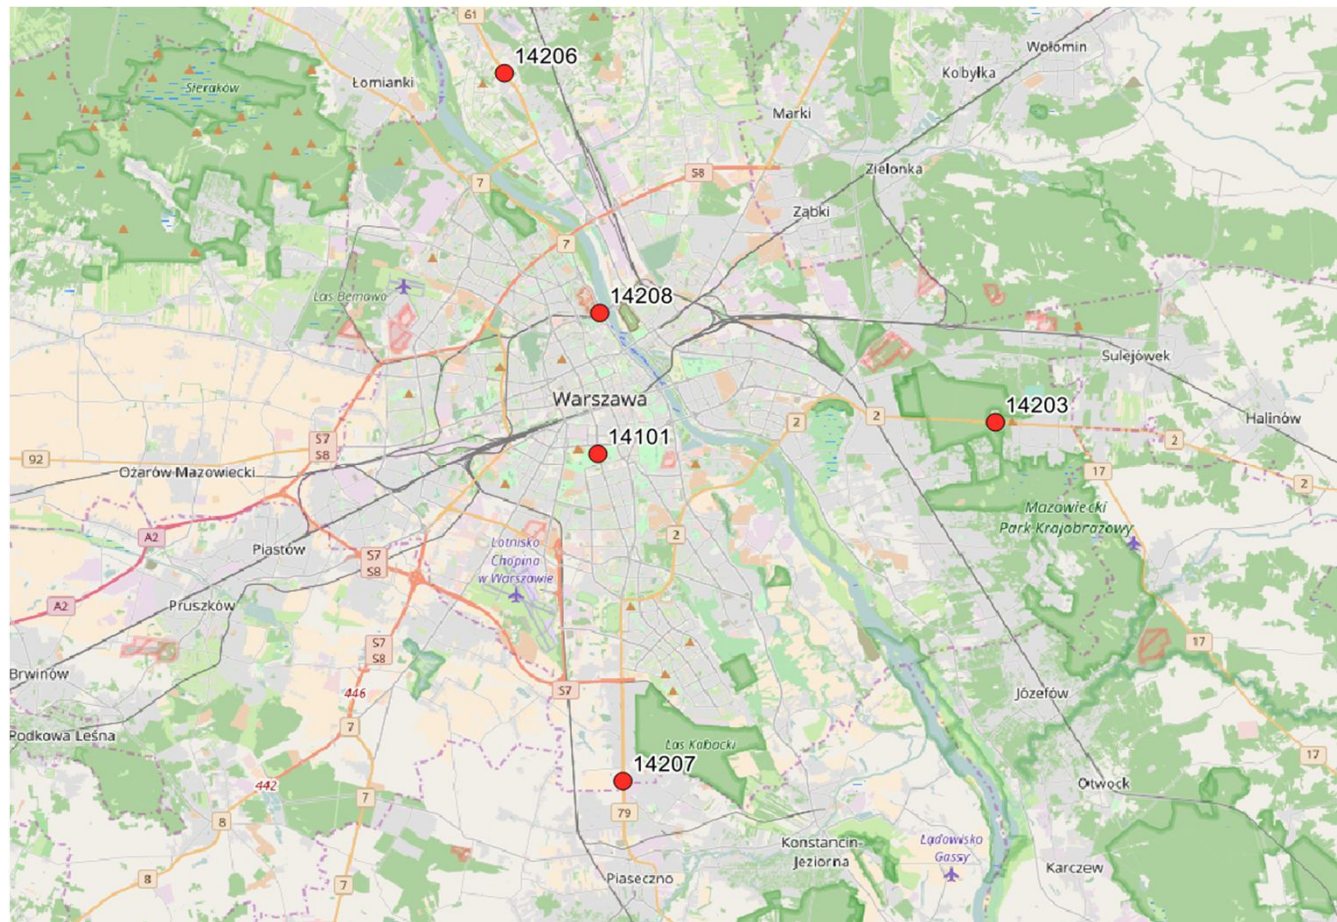 61
14206
Wołomin
Kobyłka
Łomianki
Sieraków
Marki
7
S8
Zielonka
Ząbki
7
Las Bemowo
14208
Sulejówek
Warszawa
14203
Halinów
2
2
2
14101
S7
S8
92
Ożarów Mazowiecki
17
2
Mazowiecki
Park Krajobrazowy
A2
Piastów
S7
S8
Lotnisko
Chopina
w Warszawie
2
A2
Pruszków
S7
S8
17
Brwinów
446
S7
Józefów
Podkowa Leśna
7
Las Kabacki
17
14207
442
7
79
Otwock
8
Konstancin-
Jeziorna
Lądowisko
Gassy
Karczew
8
7
Piaseczno